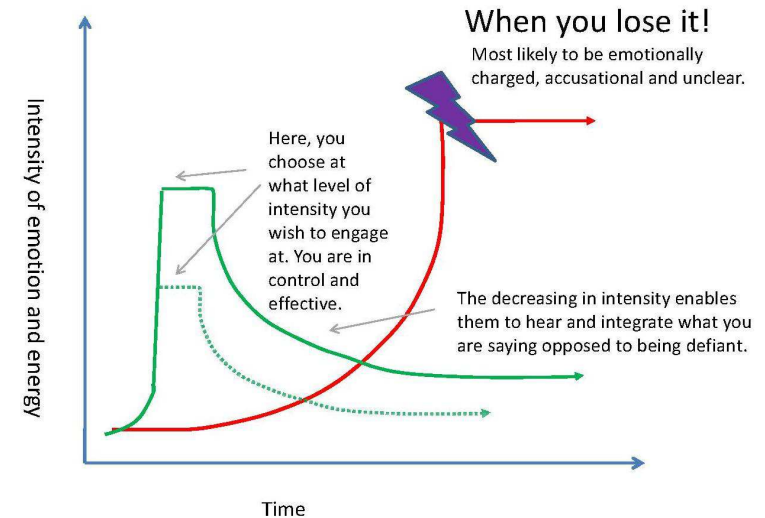 When you lose it!
Most likely to be emotionally
charged, accusational and unclear.
Intensity of emotion and energy
Here, you
choose at
what level of
intensity you
wish to engage
at. You are in
control and
effective.
The decreasing in intensity enables
them to hear and integrate what you
are saying opposed to being defiant.
Time